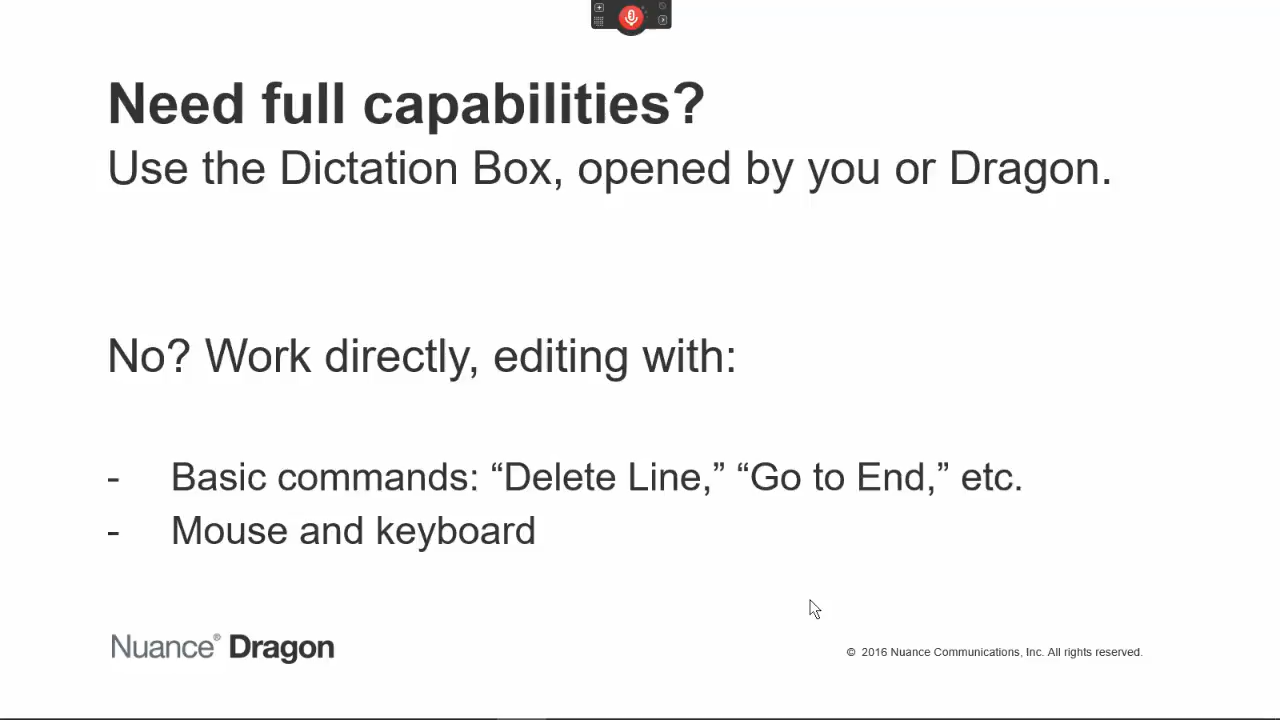 Need full capabilities?
Use the Dictation Box, opened by you or Dragon.
No? Work directly, editing with:
- Basic commands: “Delete Line,” “Go to End,” etc.
- Mouse and keyboard
Nuance® Dragon
© 2016 Nuance Communications, Inc. All rights reserved.